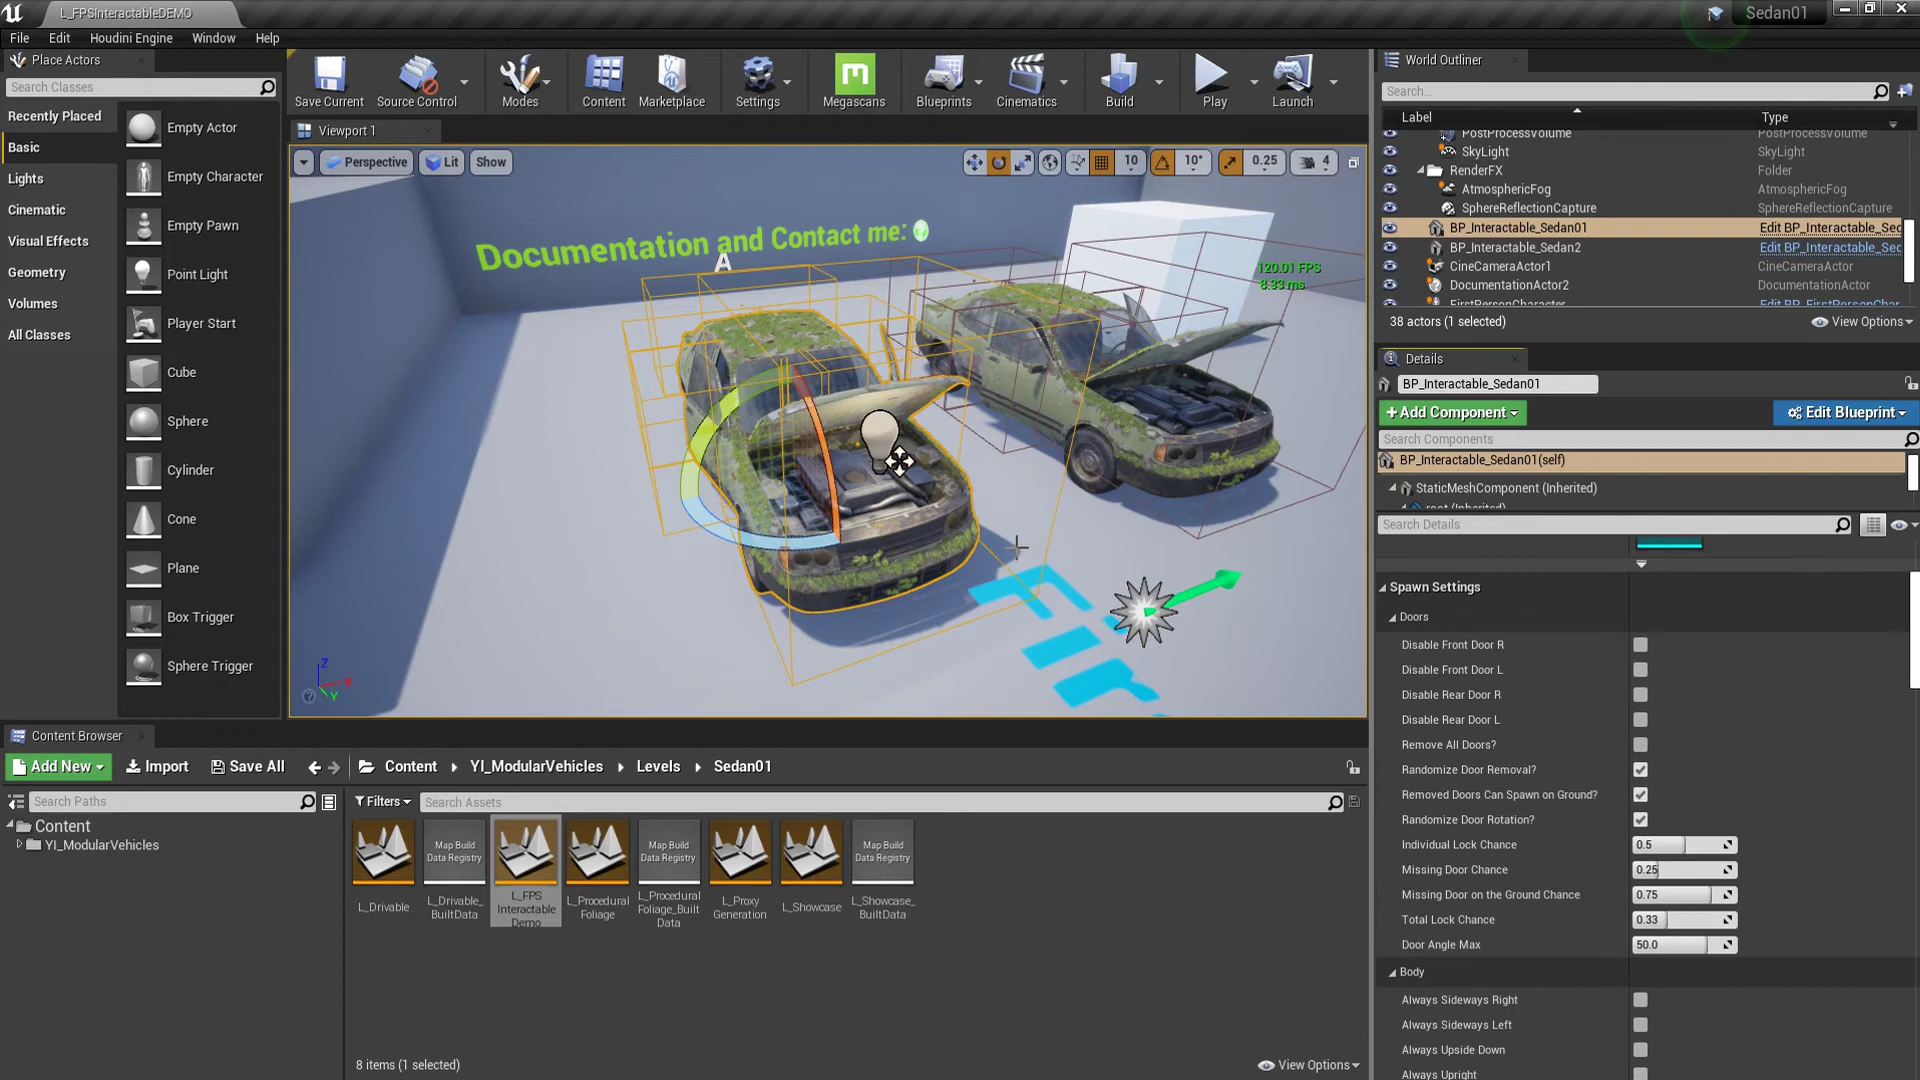 L_FPSInteractableDEMO
Sedan01
File Edit Houdini Engine Window Help
Place Actors
Search Classes
Recently Placed
Basic
Lights
Cinematic
Visual Effects
Geometry
Volumes
All Classes
Empty Actor
Empty Character
Empty Pawn
Point Light
Player Start
Cube
Sphere
Cylinder
Cone
Plane
Box Trigger
Sphere Trigger
Save Current Source Control Modes Content Marketplace Settings Megascans Blueprints Cinematics Build Play Launch
Viewport 1
Perspective Lit Show 10 10° 0.25 4
Documentation and Contact me:
A
120.01 FPS
8.33 ms
Z
X
Y
World Outliner
Search...
Label Type
PostProcessVolume PostProcessVolume
SkyLight SkyLight
RenderFX Folder
AtmosphericFog AtmosphericFog
SphereReflectionCapture SphereReflectionCapture
BP_Interactable_Sedan01 Edit BP_Interactable_Sed
BP_Interactable_Sedan2 Edit BP_Interactable_Sec
CineCameraActor1 CineCameraActor
DocumentationActor2 DocumentationActor
FirstPersonCharacter Edit BP_FirstPersonChar
38 actors (1 selected) View Options
Details
BP_Interactable_Sedan01
+Add Component Edit Blueprint
Search Components
BP_Interactable_Sedan01(self)
StaticMeshComponent (Inherited)
root (Inherited)
Search Details
Spawn Settings
Doors
Disable Front Door R
Disable Front Door L
Disable Rear Door R
Disable Rear Door L
Remove All Doors?
Randomize Door Removal?
Removed Doors Can Spawn on Ground?
Randomize Door Rotation?
Individual Lock Chance 0.5
Missing Door Chance 0.25
Missing Door on the Ground Chance 0.75
Total Lock Chance 0.33
Door Angle Max 50.0
Body
Always Sideways Right
Always Sideways Left
Always Upside Down
Always Upright
Content Browser
Add New Import Save All Content YI_ModularVehicles Levels Sedan01
Search Paths
Content
YI_ModularVehicles
Filters Search Assets
Map Build
Data Registry
Map Build
Data Registry
Map Build
Data Registry
L_Drivable
L_Drivable_
BuiltData
L_FPS
Interactable
Demo
L_Procedural
Foliage
L_Procedural
Foliage_Built
Data
L_Proxy
Generation
L_Showcase
L_Showcase_
BuiltData
8 items (1 selected) View Options